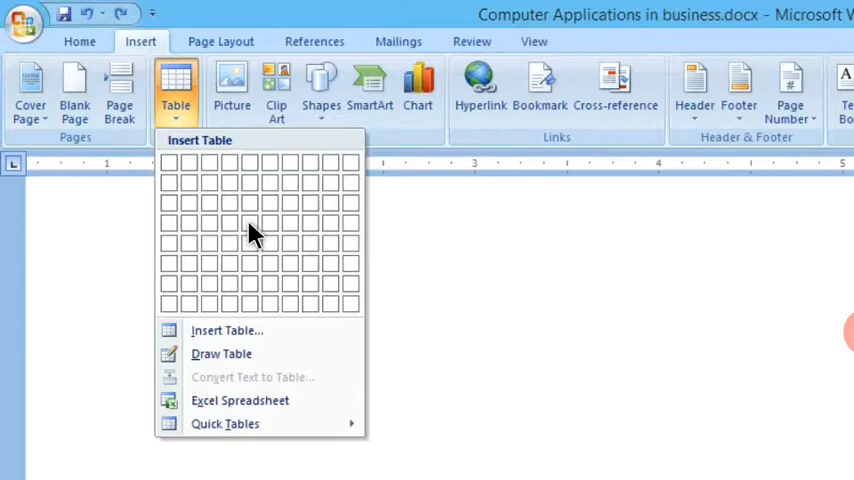 Computer Applications in business.docx - Microsoft W
Home Insert Page Layout References Mailings Review View
Cover Page Blank Page Page Break Table Picture Clip Art Shapes SmartArt Chart Hyperlink Bookmark Cross-reference Header Footer Page Number Te Bo
Pages Links Header & Footer
Insert Table
1 3 4 5
Insert Table...
Draw Table
Convert Text to Table...
Excel Spreadsheet
Quick Tables